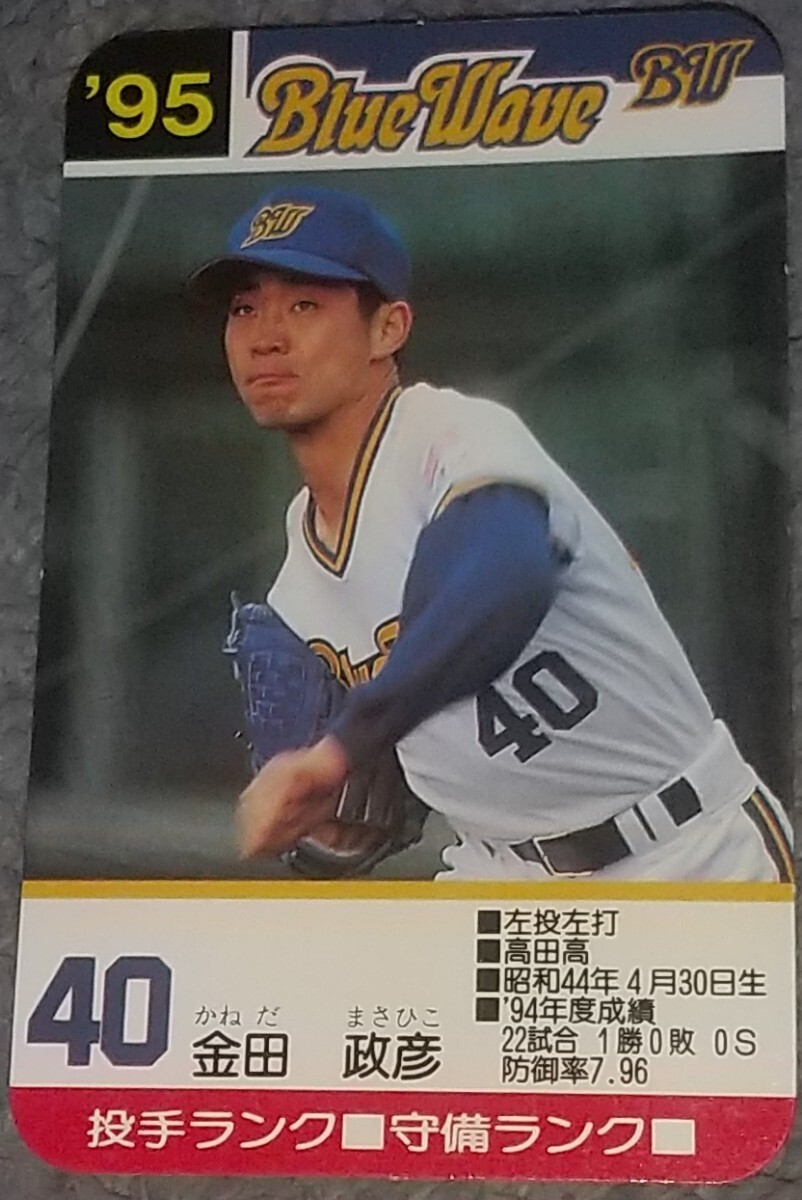 '95 Blue Wave BW
BW
Blue
40
40
■左投左打
■高田高
■昭和44年4月30日生
■'94年度成績
22試合 1勝0敗 0S
防御率7.96
かねだ まさひこ
金田 政彦
投手ランク■守備ランク■